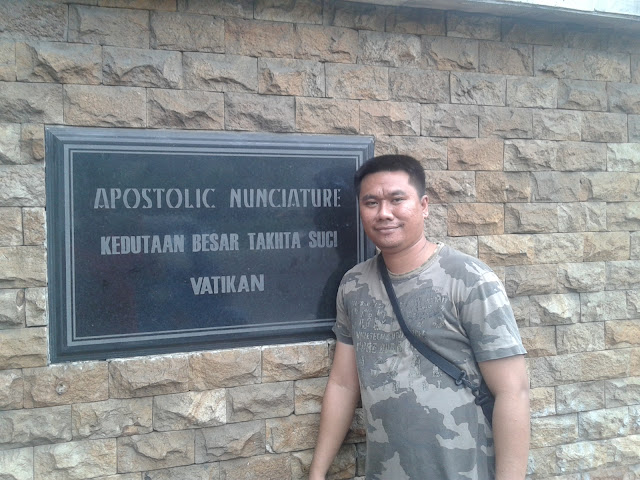 APOSTOLIC NUNCIATURE
KEDUTAAN BESAR TAKHTA SUCI
VATIKAN